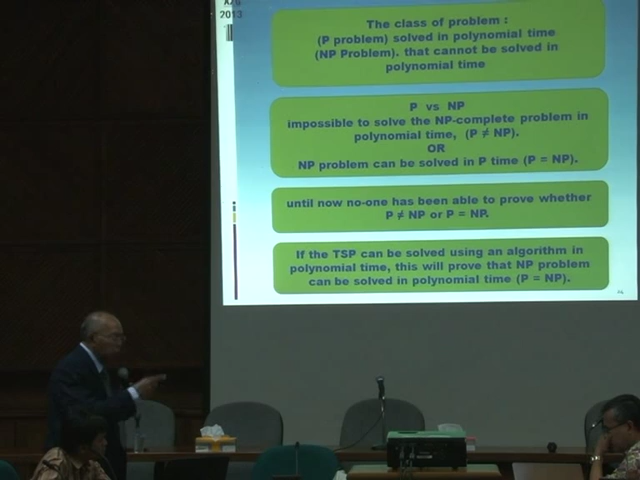 2013
The class of problem :
(P problem) solved in polynomial time
(NP Problem). that cannot be solved in
polynomial time
P vs NP
impossible to solve the NP-complete problem in
polynomial time, (P ≠ NP).
OR
NP problem can be solved in P time (P = NP).
until now no-one has been able to prove whether
P ≠ NP or P = NP.
If the TSP can be solved using an algorithm in
polynomial time, this will prove that NP problem
can be solved in polynomial time (P = NP).